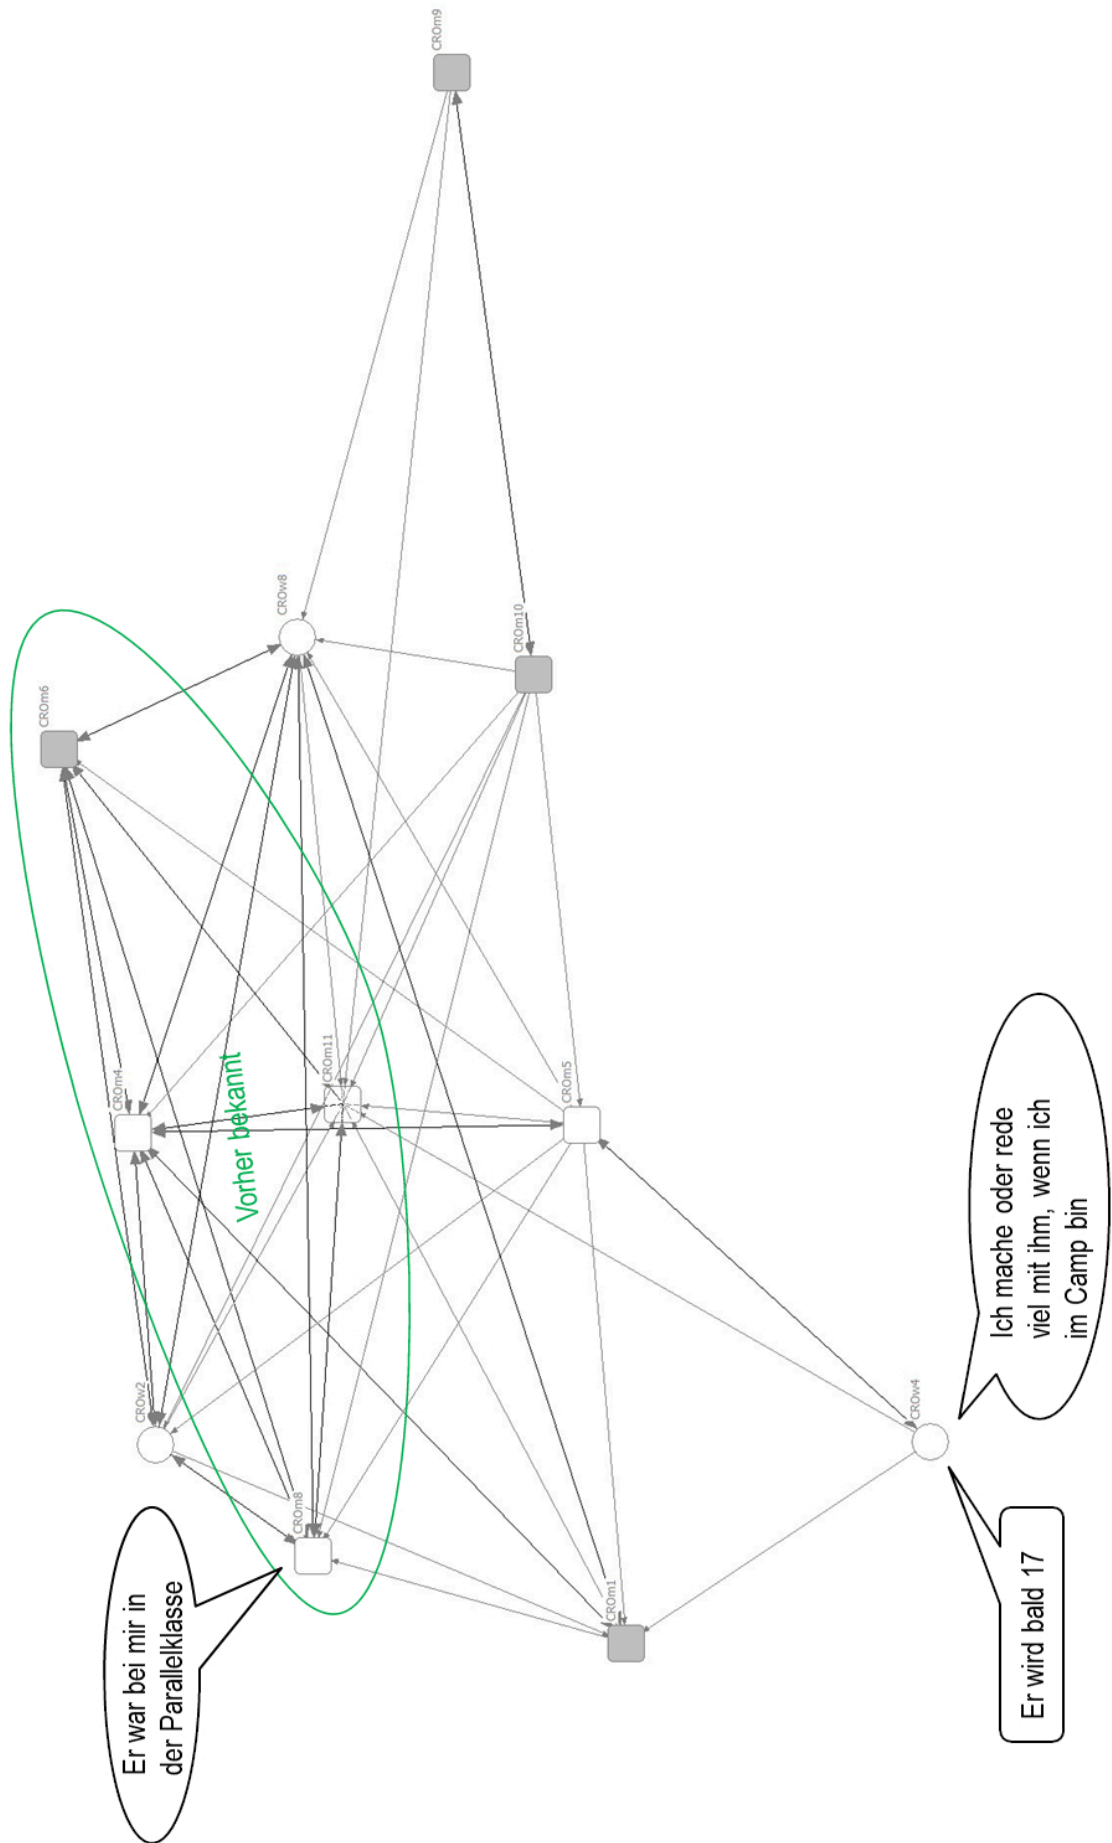 Er war bei mir in
der Parallelklasse
CROw2
CROm8
CROm4
CROm6
Vorher bekannt
CROm11
CROw8
CROm1
CROm5
CROm10
CROm9
CROw4
Er wird bald 17
Ich mache oder rede
viel mit ihm, wenn ich
im Camp bin